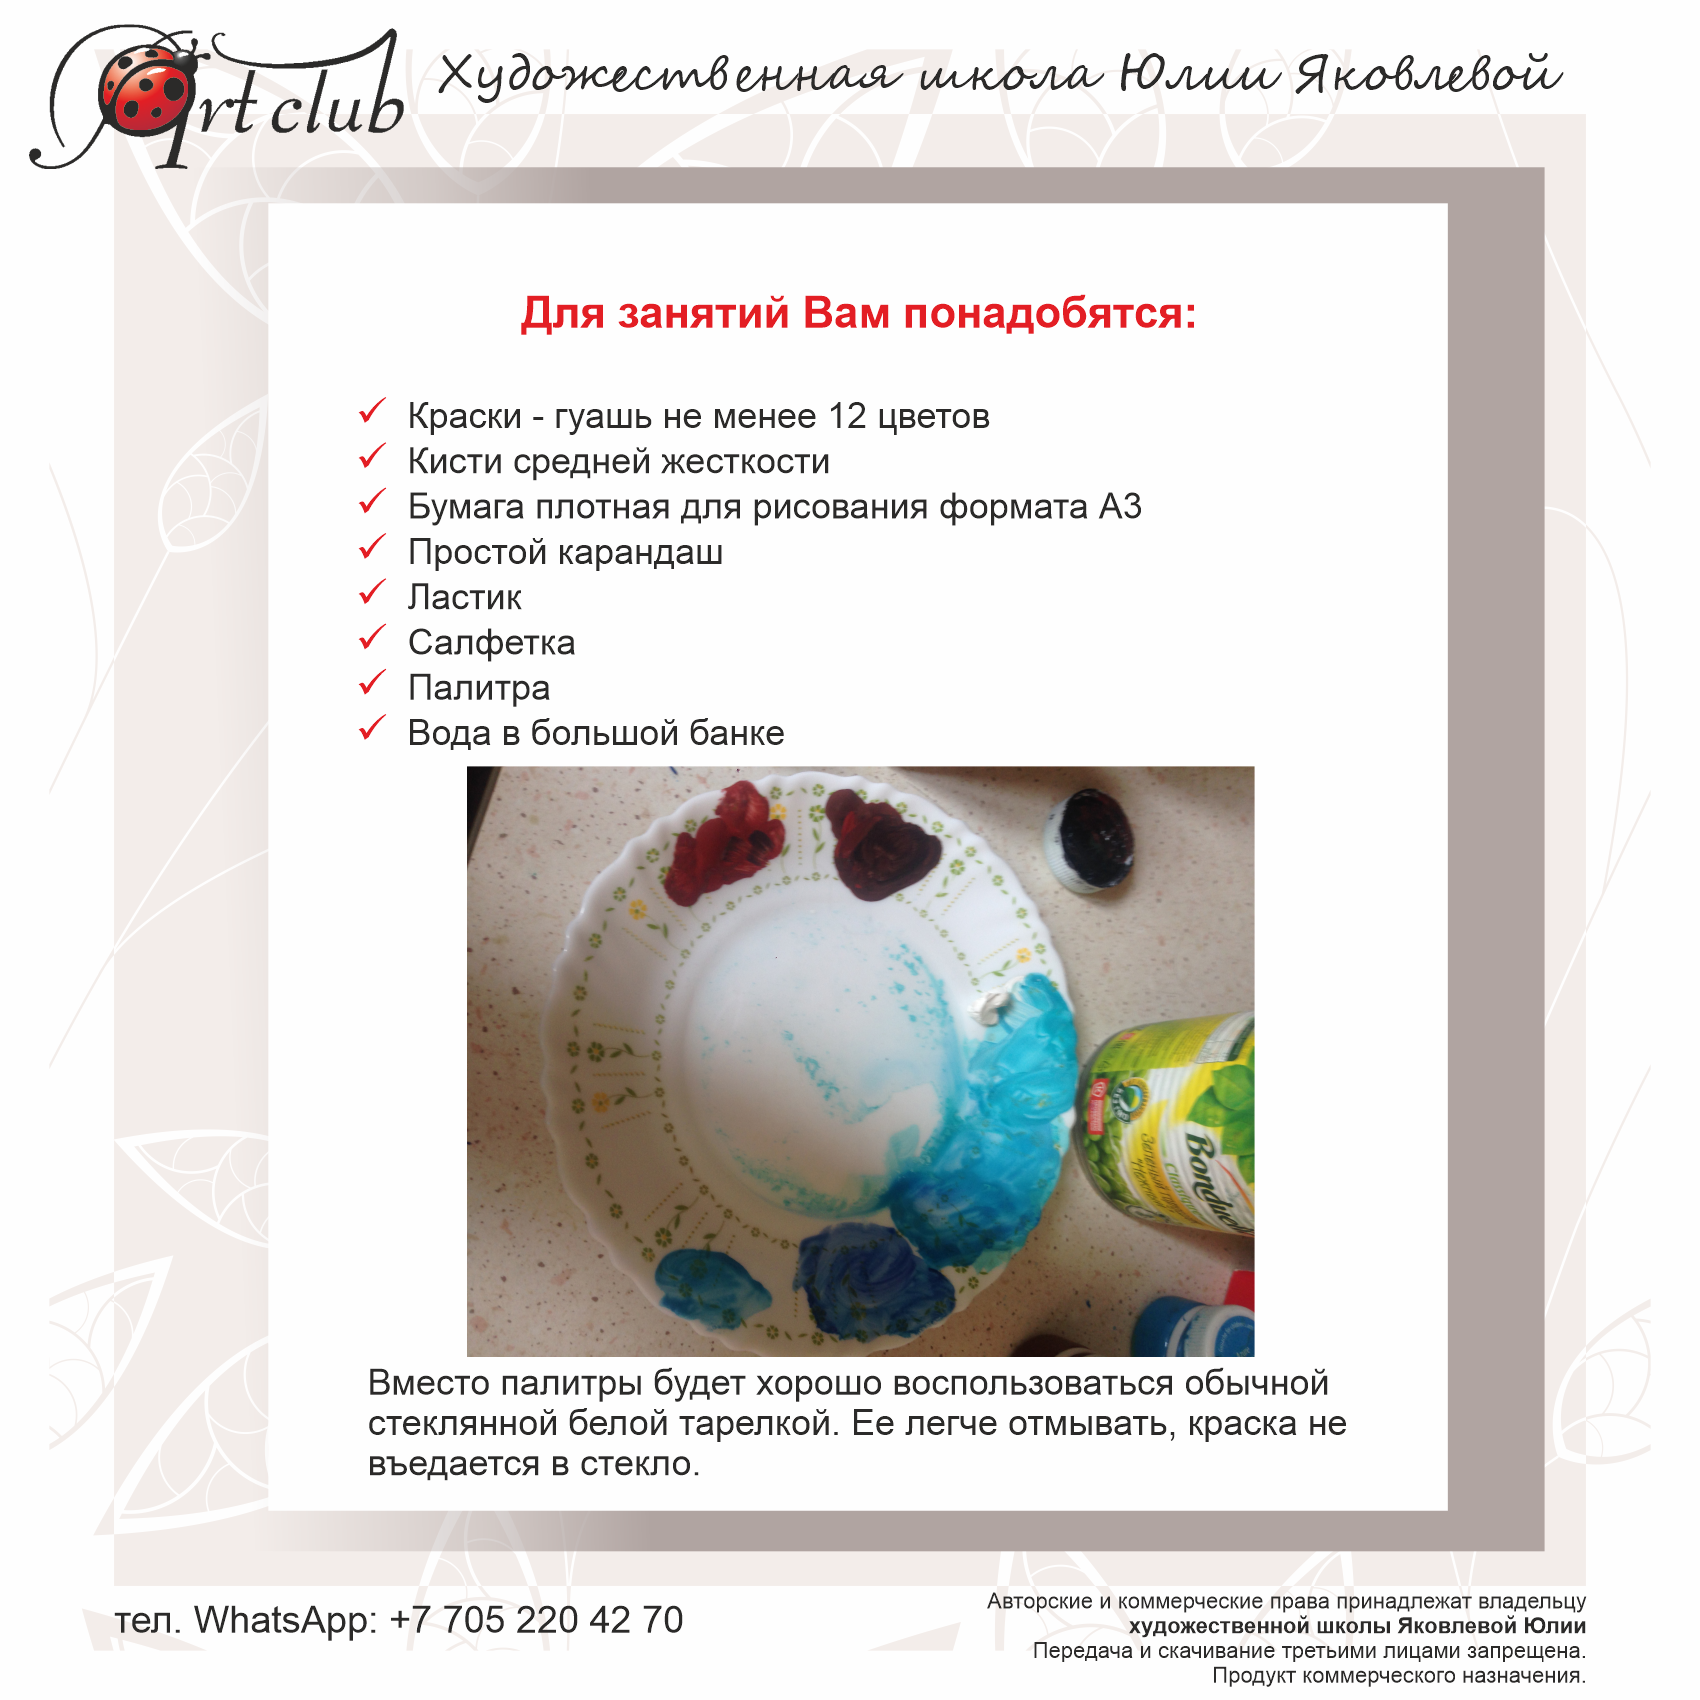 Art club
Художественная школа Юлии Яковлевой
Для занятий Вам понадобятся:
Краски - гуашь не менее 12 цветов
Кисти средней жесткости
Бумага плотная для рисования формата А3
Простой карандаш
Ластик
Салфетка
Палитра
Вода в большой банке
Bondue
Вместо палитры будет хорошо воспользоваться обычной
стеклянной белой тарелкой. Ее легче отмывать, краска не
въедается в стекло.
тел. WhatsApp: +7 705 220 42 70
Авторские и коммерческие права принадлежат владельцу
художественной школы Яковлевой Юлии
Передача и скачивание третьими лицами запрещена.
Продукт коммерческого назначения.